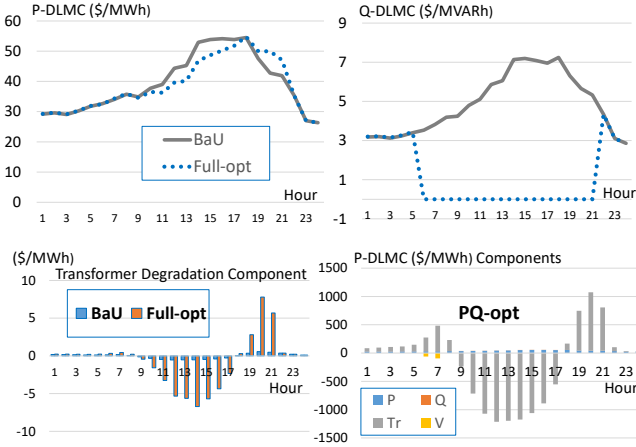 P-DLMC ($/MWh)
60
50
40
30
20
10
0
BaU
Full-opt
Hour
1 3 5 7 9 11 13 15 17 19 21 23
Q-DLMC ($/MVARh)
9
7
5
3
1
-1
Hour
1 3 5 7 9 11 13 15 17 19 21 23
($/MWh)
Transformer Degradation Component
10
5
0
-5
-10
BaU Full-opt
1 3 5 7 9 11 13 15 17 19 21 23
Hour
P-DLMC ($/MWh) Components
1500
1000
500
0
-500
-1000
-1500
PQ-opt
1 3 5 7 9 11 13 15 17 19 21 23
Hour
P Q
Tr V